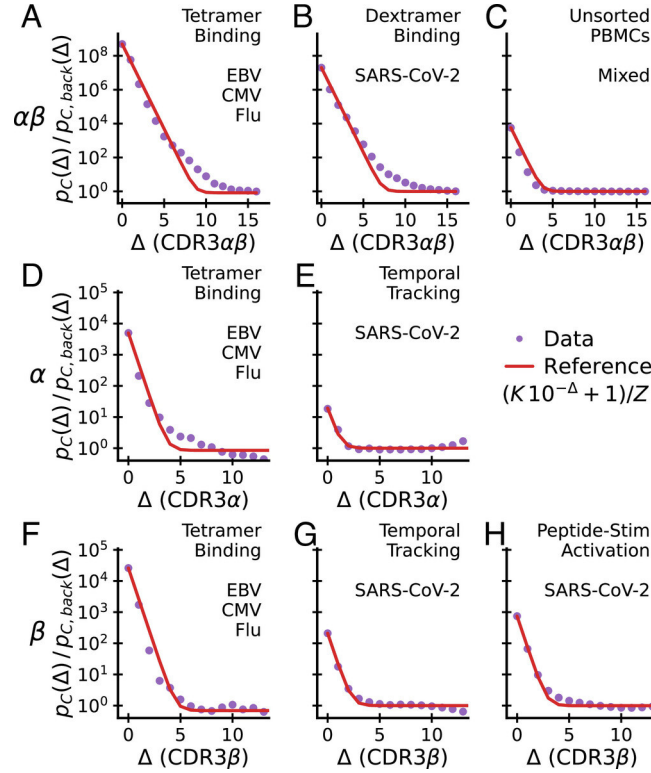 A
Tetramer
Binding
EBV
CMV
Flu
αβ
p_C(Δ) / p_{C, back}(Δ)
10^8
10^6
10^4
10^2
10^0
0 5 10 15
Δ (CDR3αβ)
B
Dextramer
Binding
SARS-CoV-2
0 5 10 15
Δ (CDR3αβ)
C
Unsorted
PBMCs
Mixed
0 5 10 15
Δ (CDR3αβ)
D
Tetramer
Binding
EBV
CMV
Flu
α
p_C(Δ) / p_{C, back}(Δ)
10^5
10^4
10^3
10^2
10^1
10^0
0 5 10
Δ (CDR3α)
E
Temporal
Tracking
SARS-CoV-2
0 5 10
Δ (CDR3α)
Data
Reference
(K 10^{-Δ} + 1)/Z
F
Tetramer
Binding
EBV
CMV
Flu
β
p_C(Δ) / p_{C, back}(Δ)
10^5
10^4
10^3
10^2
10^1
10^0
0 5 10
Δ (CDR3β)
G
Temporal
Tracking
SARS-CoV-2
0 5 10
Δ (CDR3β)
H
Peptide-Stim
Activation
SARS-CoV-2
0 5 10
Δ (CDR3β)